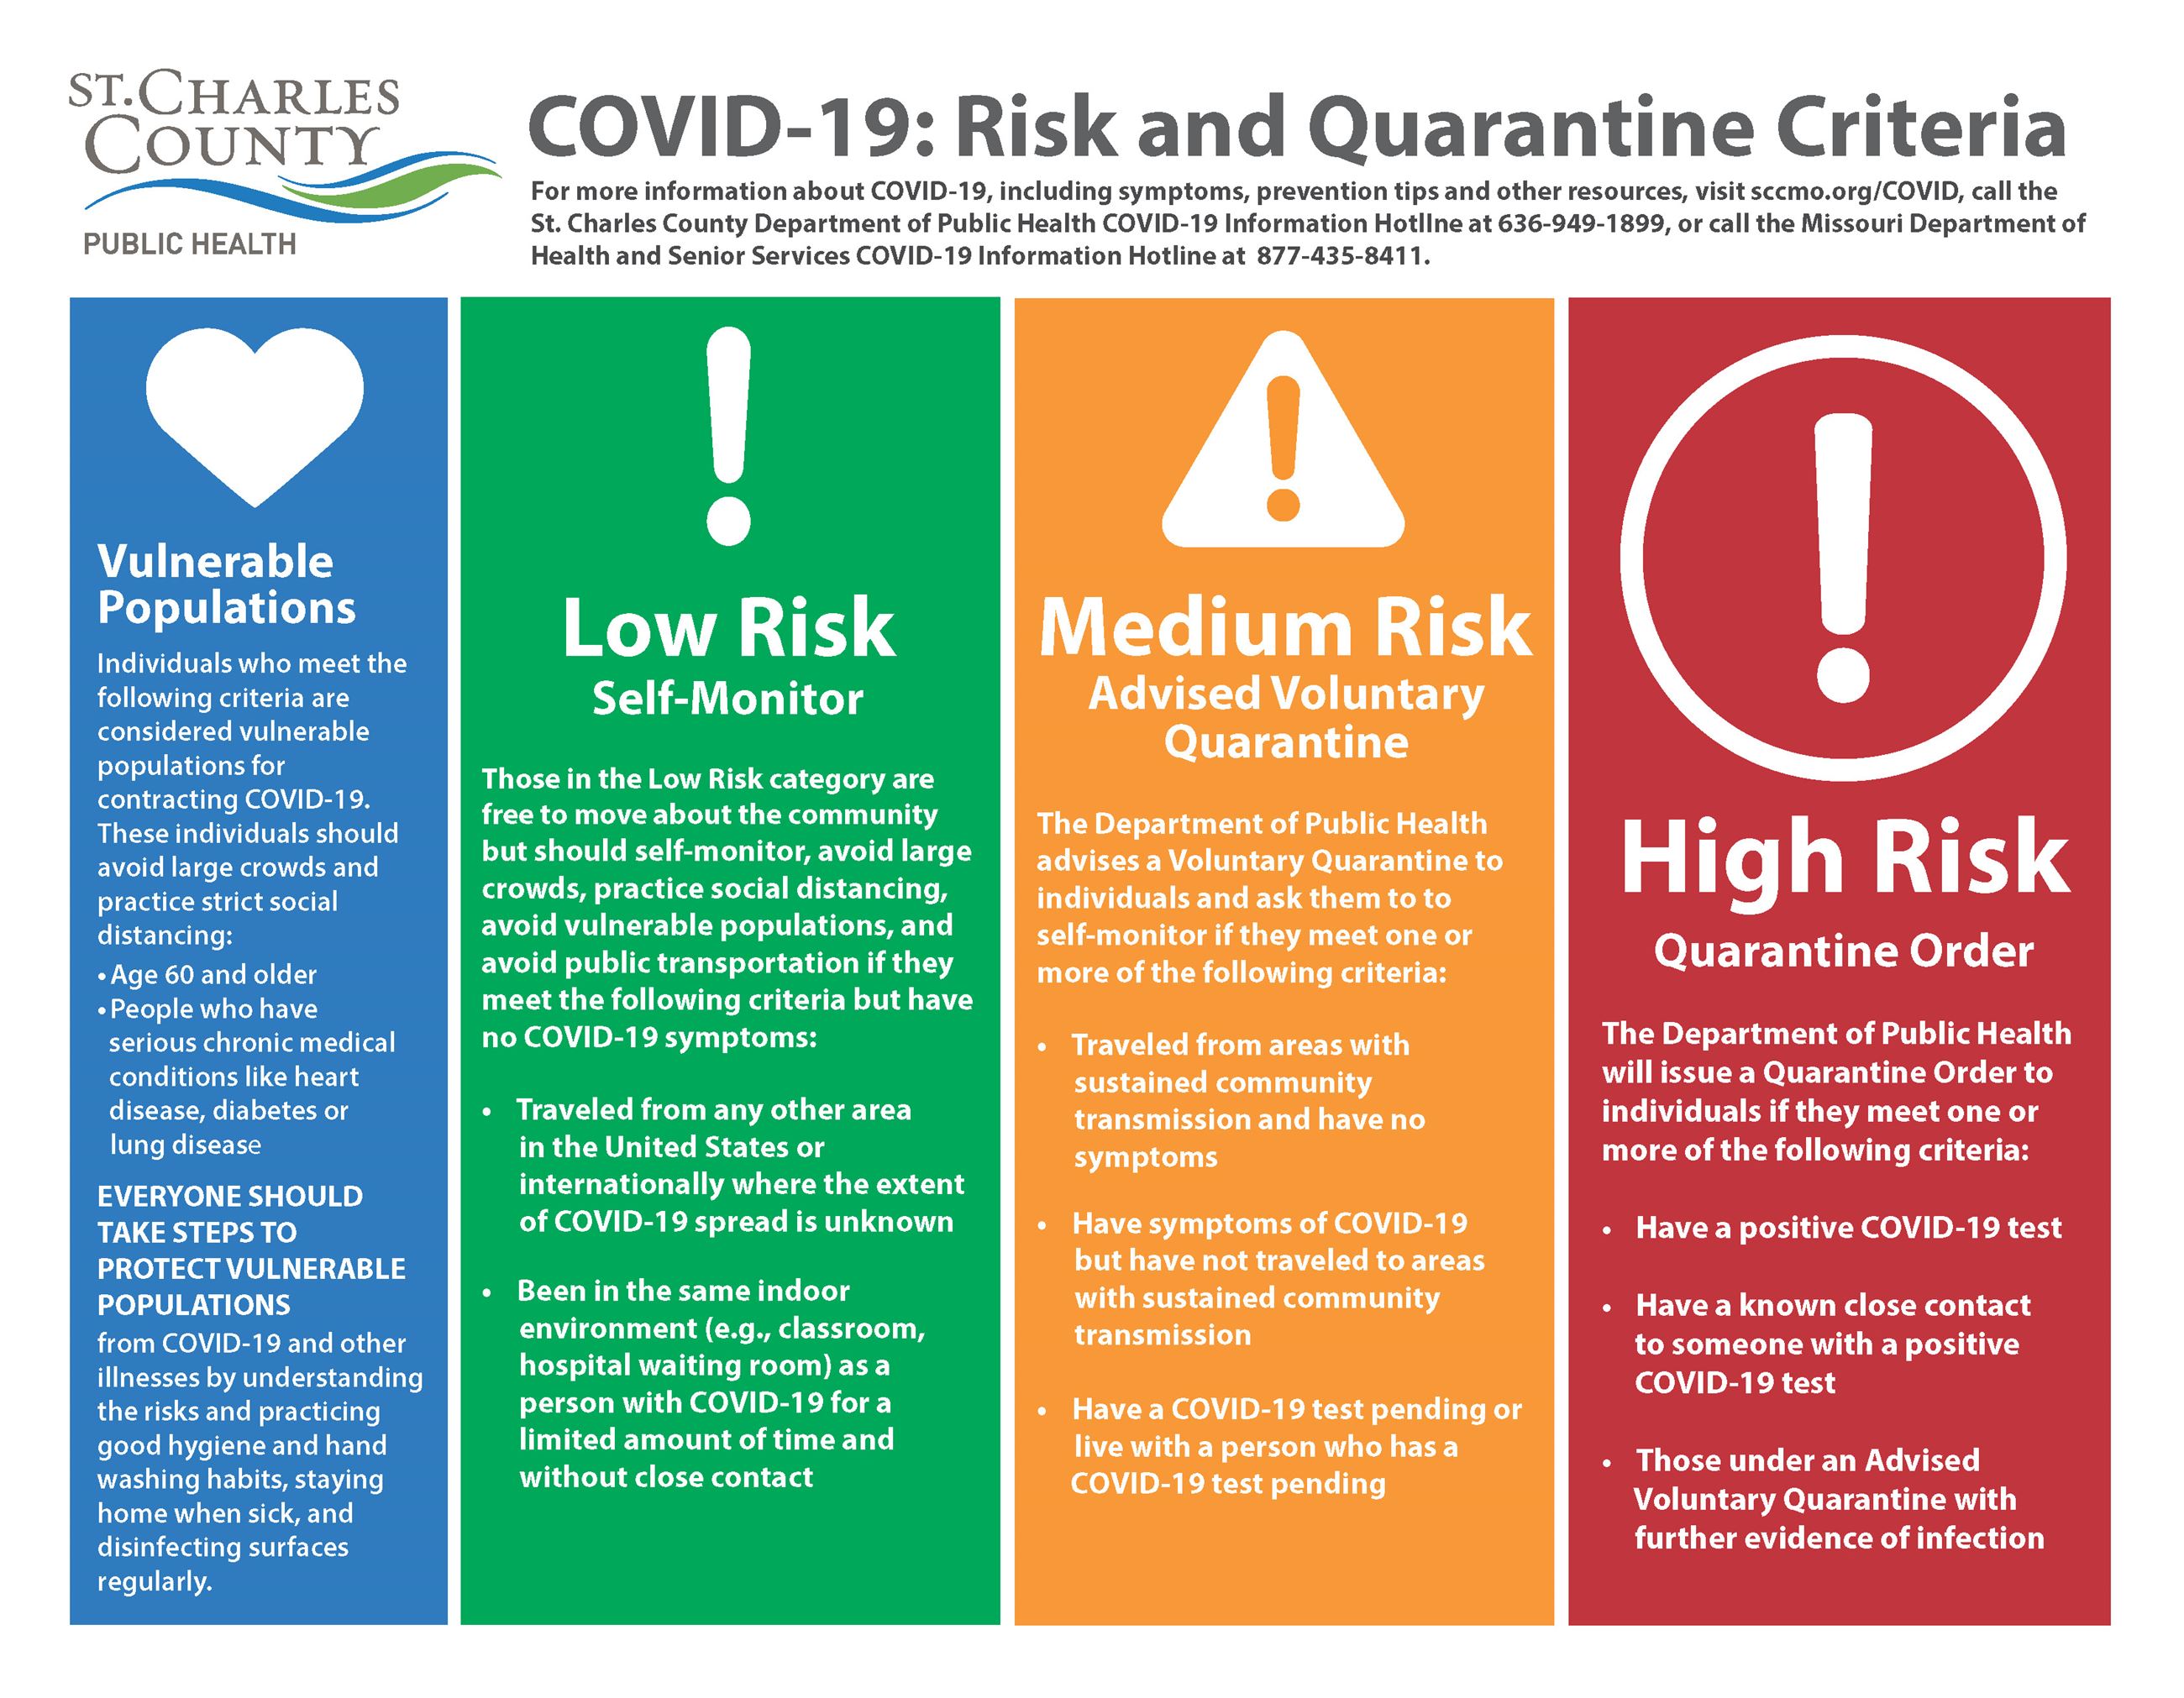 ST. CHARLES
COUNTY
PUBLIC HEALTH
COVID-19: Risk and Quarantine Criteria
For more information about COVID-19, including symptoms, prevention tips and other resources, visit sccmo.org/COVID, call the
St. Charles County Department of Public Health COVID-19 Information HotlIne at 636-949-1899, or call the Missouri Department of
Health and Senior Services COVID-19 Information Hotline at 877-435-8411.
Vulnerable
Populations
Individuals who meet the
following criteria are
considered vulnerable
populations for
contracting COVID-19.
These individuals should
avoid large crowds and
practice strict social
distancing:
• Age 60 and older
• People who have
serious chronic medical
conditions like heart
disease, diabetes or
lung disease
EVERYONE SHOULD
TAKE STEPS TO
PROTECT VULNERABLE
POPULATIONS
from COVID-19 and other
illnesses by understanding
the risks and practicing
good hygiene and hand
washing habits, staying
home when sick, and
disinfecting surfaces
regularly.
Low Risk
Self-Monitor
Those in the Low Risk category are
free to move about the community
but should self-monitor, avoid large
crowds, practice social distancing,
avoid vulnerable populations, and
avoid public transportation if they
meet the following criteria but have
no COVID-19 symptoms:
• Traveled from any other area
in the United States or
internationally where the extent
of COVID-19 spread is unknown
• Been in the same indoor
environment (e.g., classroom,
hospital waiting room) as a
person with COVID-19 for a
limited amount of time and
without close contact
Medium Risk
Advised Voluntary
Quarantine
The Department of Public Health
advises a Voluntary Quarantine to
individuals and ask them to to
self-monitor if they meet one or
more of the following criteria:
• Traveled from areas with
sustained community
transmission and have no
symptoms
• Have symptoms of COVID-19
but have not traveled to areas
with sustained community
transmission
• Have a COVID-19 test pending or
live with a person who has a
COVID-19 test pending
High Risk
Quarantine Order
The Department of Public Health
will issue a Quarantine Order to
individuals if they meet one or
more of the following criteria:
• Have a positive COVID-19 test
• Have a known close contact
to someone with a positive
COVID-19 test
• Those under an Advised
Voluntary Quarantine with
further evidence of infection